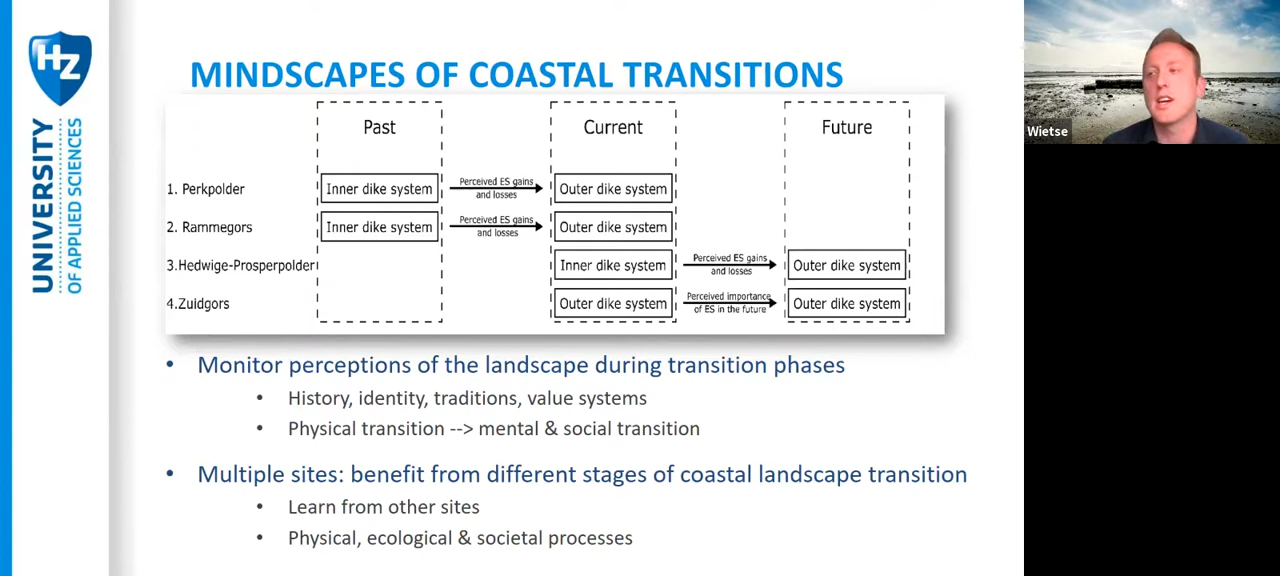 HZ
UNIVERSITY
OF APPLIED SCIENCES
MINDSCAPES OF COASTAL TRANSITIONS
Past
Current
Future
1. Perkpolder
Inner dike system
Perceived ES gains
and losses
Outer dike system
2. Rammegors
Inner dike system
Perceived ES gains
and losses
Outer dike system
3.Hedwige-Prosperpolder
Inner dike system
Perceived ES gains
and losses
Outer dike system
4.Zuidgors
Outer dike system
Perceived importance
of ES in the future
Outer dike system
• Monitor perceptions of the landscape during transition phases
• History, identity, traditions, value systems
• Physical transition --> mental & social transition
• Multiple sites: benefit from different stages of coastal landscape transition
• Learn from other sites
• Physical, ecological & societal processes
Wietse